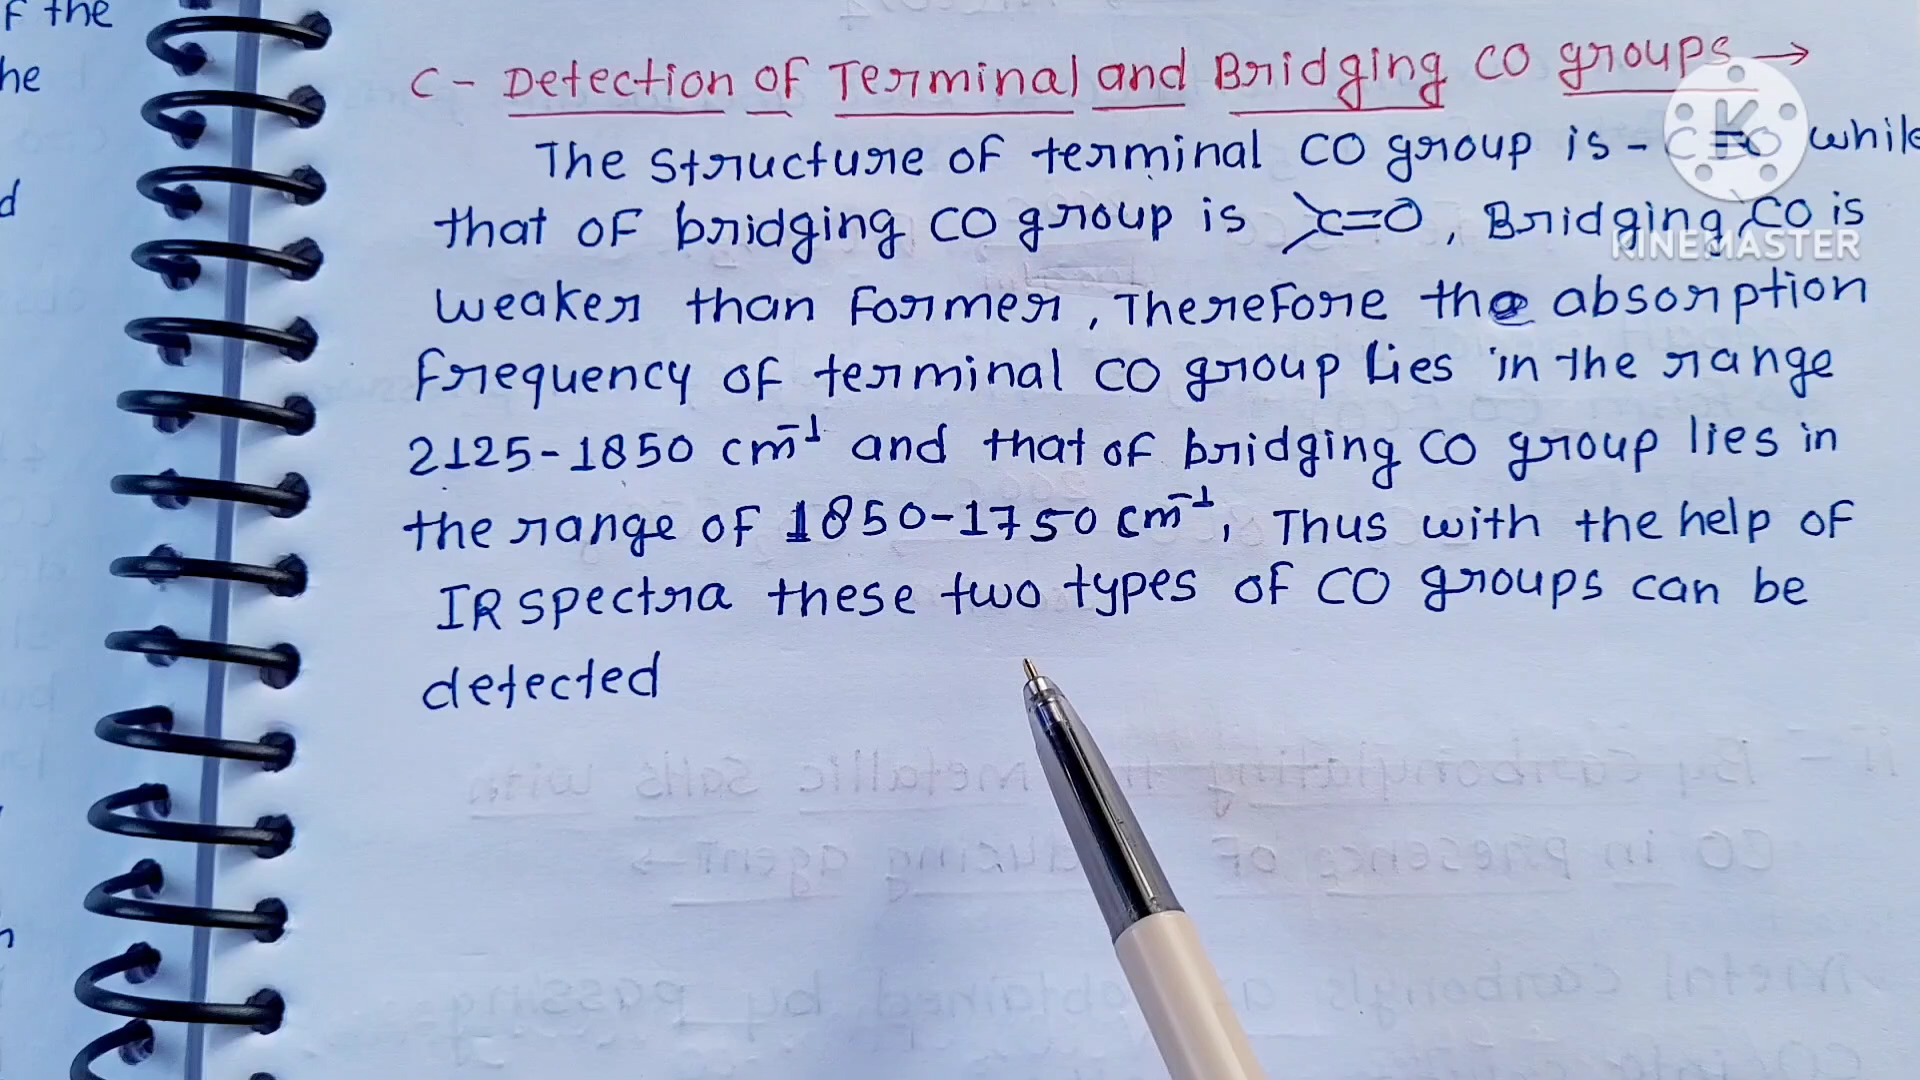 F the
he
d
C - Detection of Terminal and Bridging CO groups →
The structure of terminal CO group is - C≡O while
that of bridging CO group is >C=O, Bridging CO is
weaker than former, Therefore the absorption
frequency of terminal CO group lies in the range
2125-1850 cm⁻¹ and that of bridging CO group lies in
the range of 1850-1750 cm⁻¹, Thus with the help of
IR spectra these two types of CO groups can be
detected
K
KINEMASTER